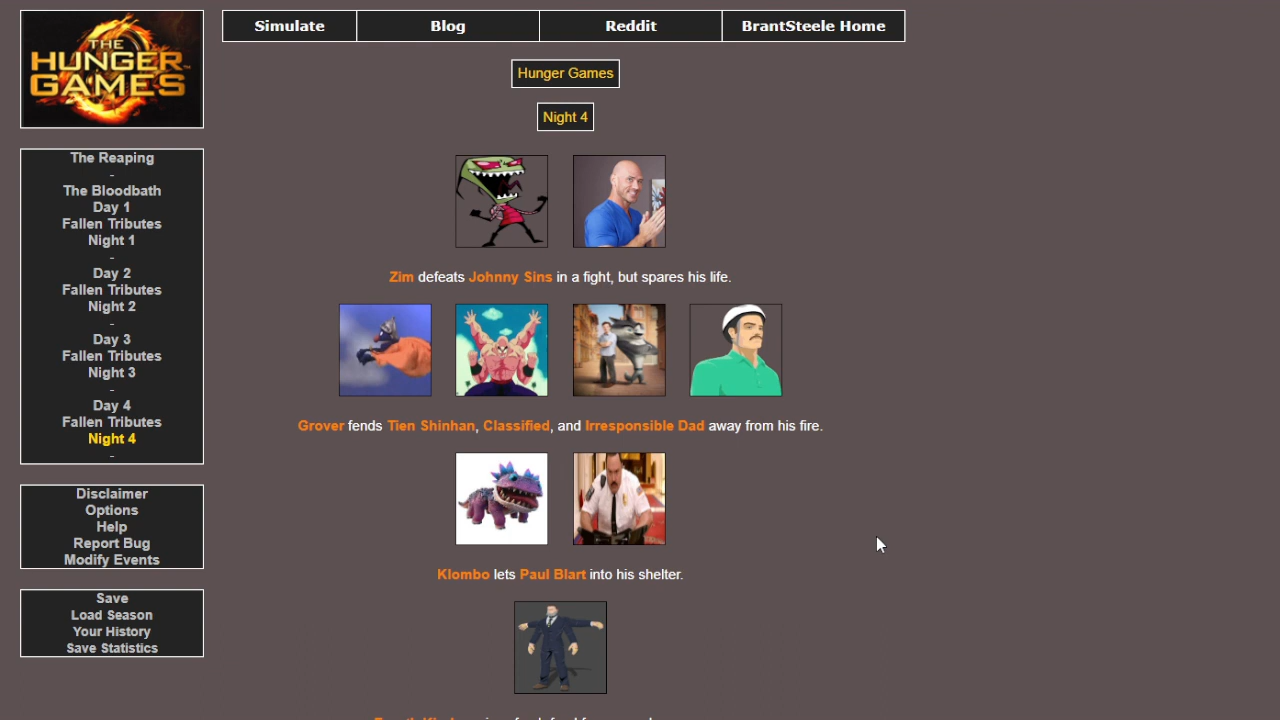 Simulate Blog Reddit BrantSteele Home
THE
HUNGER
GAMES
Hunger Games
Night 4
The Reaping
-
The Bloodbath
Day 1
Fallen Tributes
Night 1
-
Day 2
Fallen Tributes
Night 2
-
Day 3
Fallen Tributes
Night 3
-
Day 4
Fallen Tributes
Night 4
-
Disclaimer
Options
Help
Report Bug
Modify Events
Save
Load Season
Your History
Save Statistics
Zim defeats Johnny Sins in a fight, but spares his life.
Grover fends Tien Shinhan, Classified, and Irresponsible Dad away from his fire.
Klombo lets Paul Blart into his shelter.